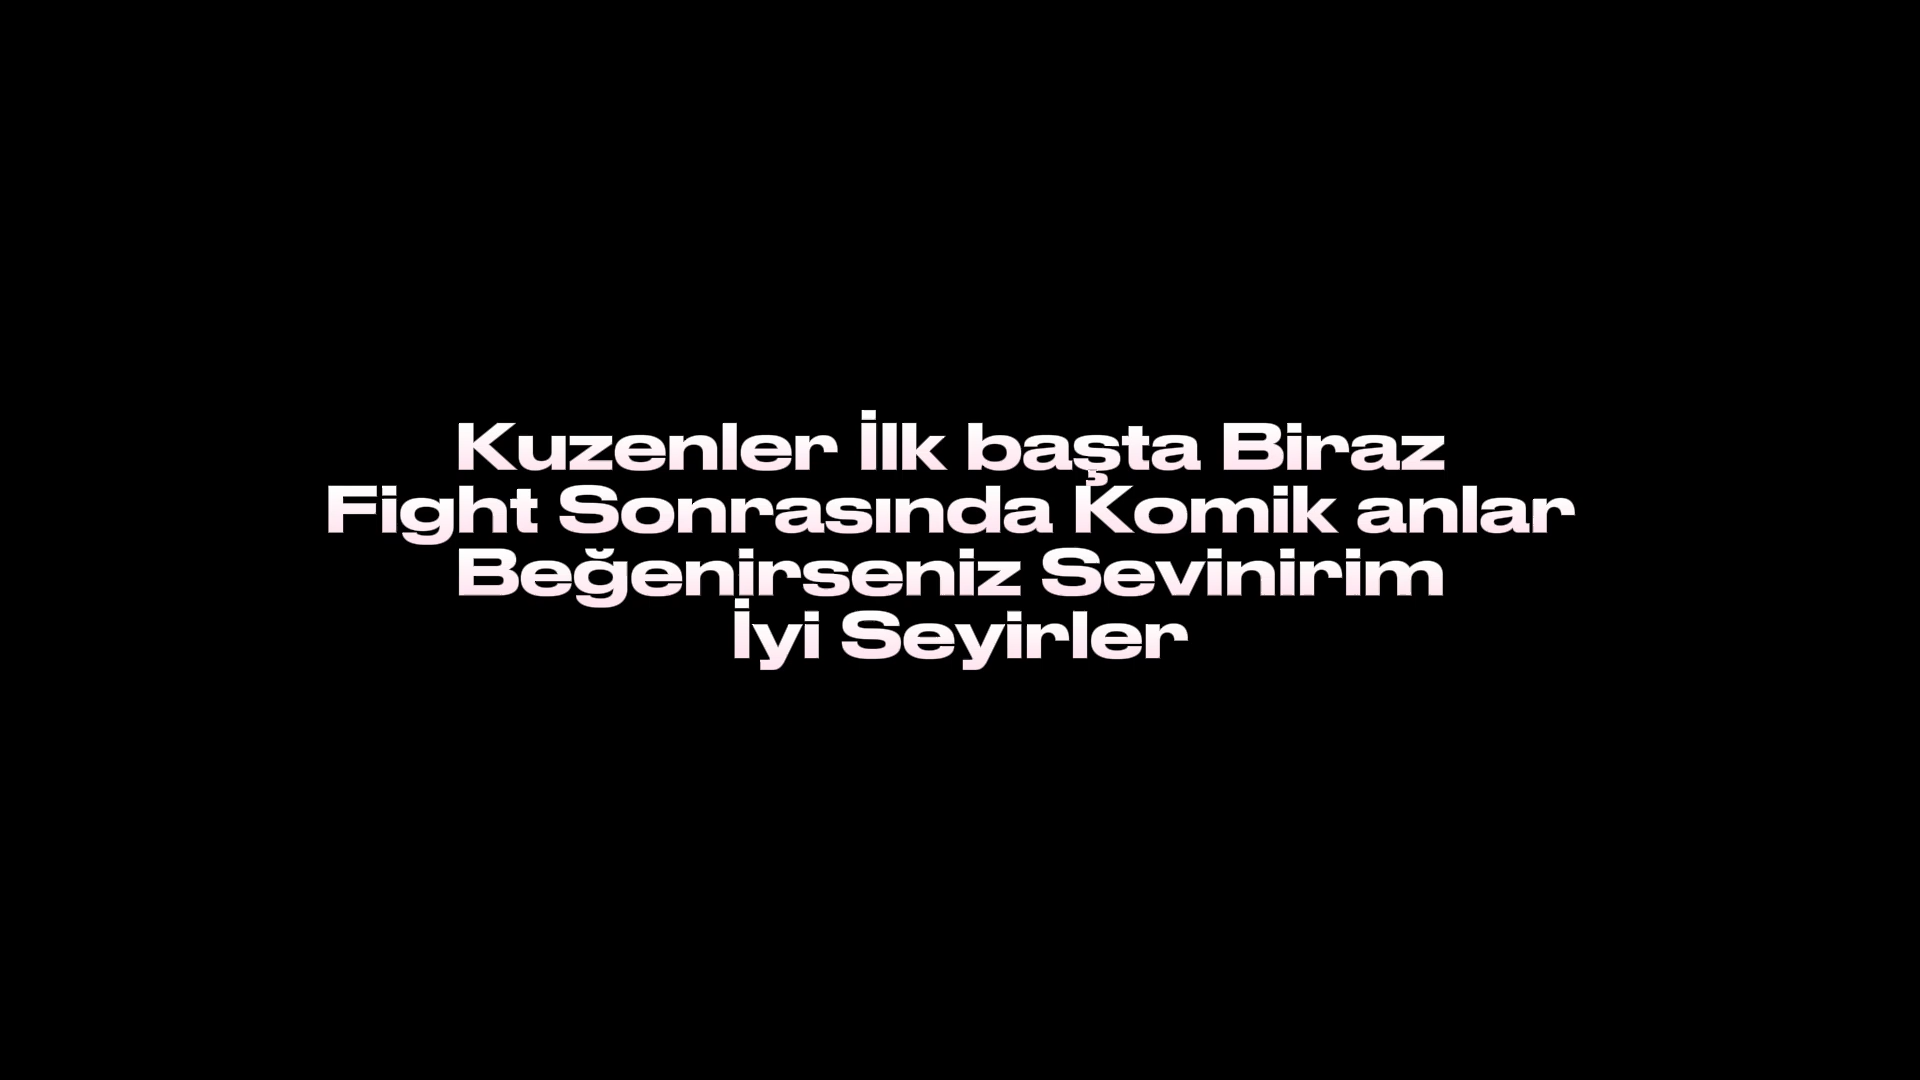 Kuzenler İlk başta Biraz
Fight Sonrasında Komik anlar
Beğenirseniz Sevinirim
İyi Seyirler